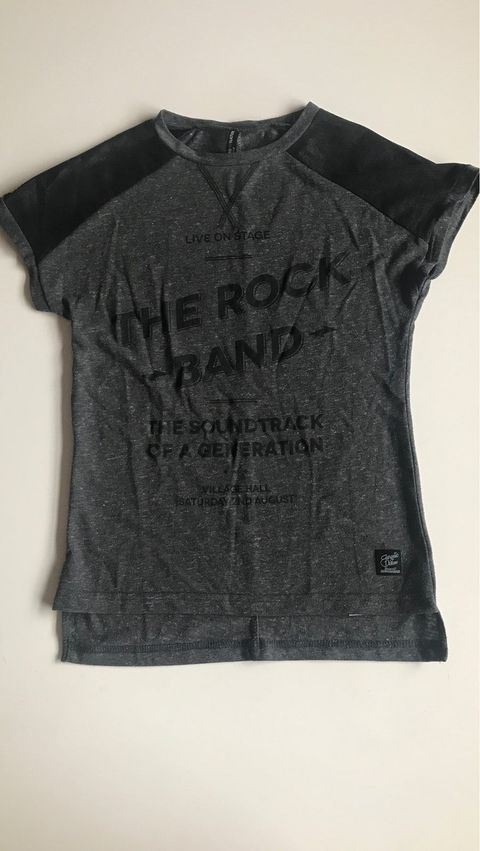 LIVE ON STAGE
THE ROCK
BAND
THE SOUNDTRACK
OF A GENERATION
VILLAGE HALL
SATURDAY 2ND AUGUST